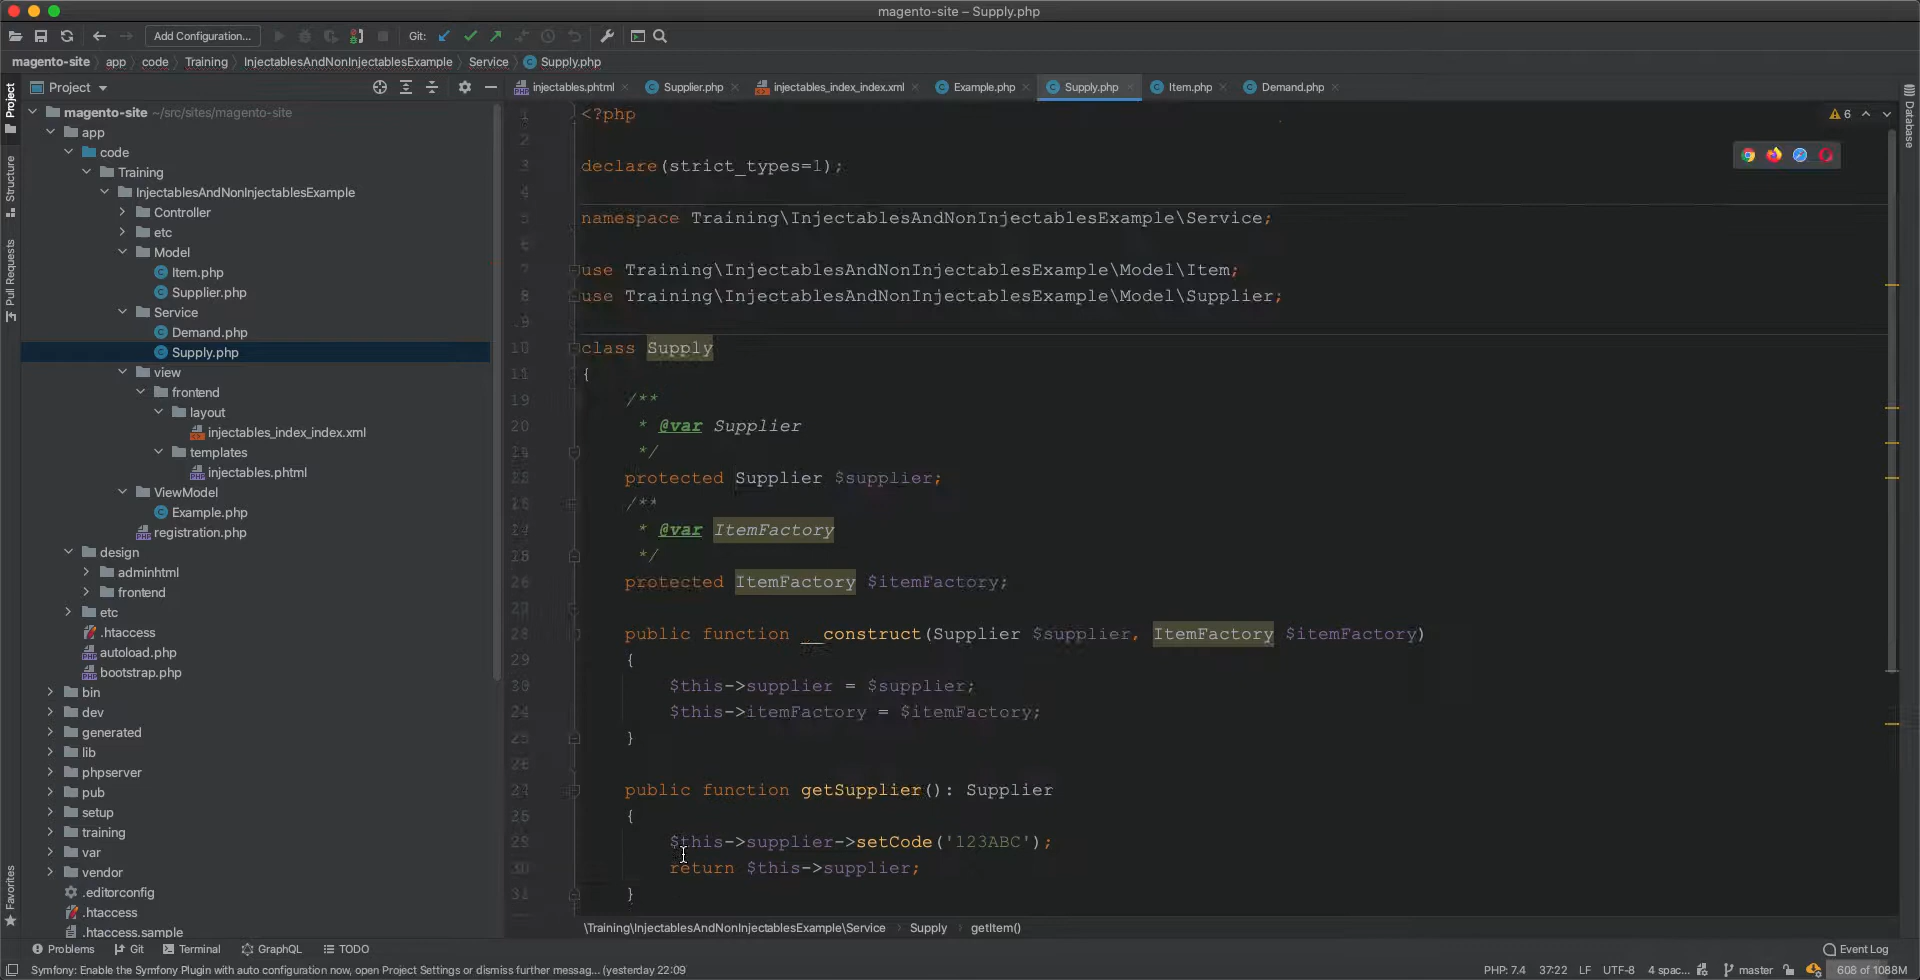 magento-site – Supply.php
Add Configuration...
Git:
magento-site app code Training InjectablesAndNonInjectablesExample Service Supply.php
Project
injectables.phtml Supplier.php injectables_index_index.xml Example.php Supply.php Item.php Demand.php
Project
Structure
Pull Requests
Favorites
magento-site ~/src/sites/magento-site
app
code
Training
InjectablesAndNonInjectablesExample
Controller
etc
Model
Item.php
Supplier.php
Service
Demand.php
Supply.php
view
frontend
layout
injectables_index_index.xml
templates
injectables.phtml
ViewModel
Example.php
registration.php
design
adminhtml
frontend
etc
.htaccess
autoload.php
bootstrap.php
bin
dev
generated
lib
phpserver
pub
setup
training
var
vendor
.editorconfig
.htaccess
.htaccess.sample
<?php
declare(strict_types=1);
namespace Training\InjectablesAndNonInjectablesExample\Service;
use Training\InjectablesAndNonInjectablesExample\Model\Item;
use Training\InjectablesAndNonInjectablesExample\Model\Supplier;
class Supply
{
/**
* @var Supplier
*/
protected Supplier $supplier;
/**
* @var ItemFactory
*/
protected ItemFactory $itemFactory;
public function __construct(Supplier $supplier, ItemFactory $itemFactory)
{
$this->supplier = $supplier;
$this->itemFactory = $itemFactory;
}
public function getSupplier(): Supplier
{
$this->supplier->setCode('123ABC');
return $this->supplier;
}
6
Database
\Training\InjectablesAndNonInjectablesExample\Service Supply getItem()
Problems Git Terminal GraphQL TODO
Event Log
Symfony: Enable the Symfony Plugin with auto configuration now, open Project Settings or dismiss further messag... (yesterday 22:09
PHP: 7.4 37:22 LF UTF-8 4 spac... master 608 of 1088M